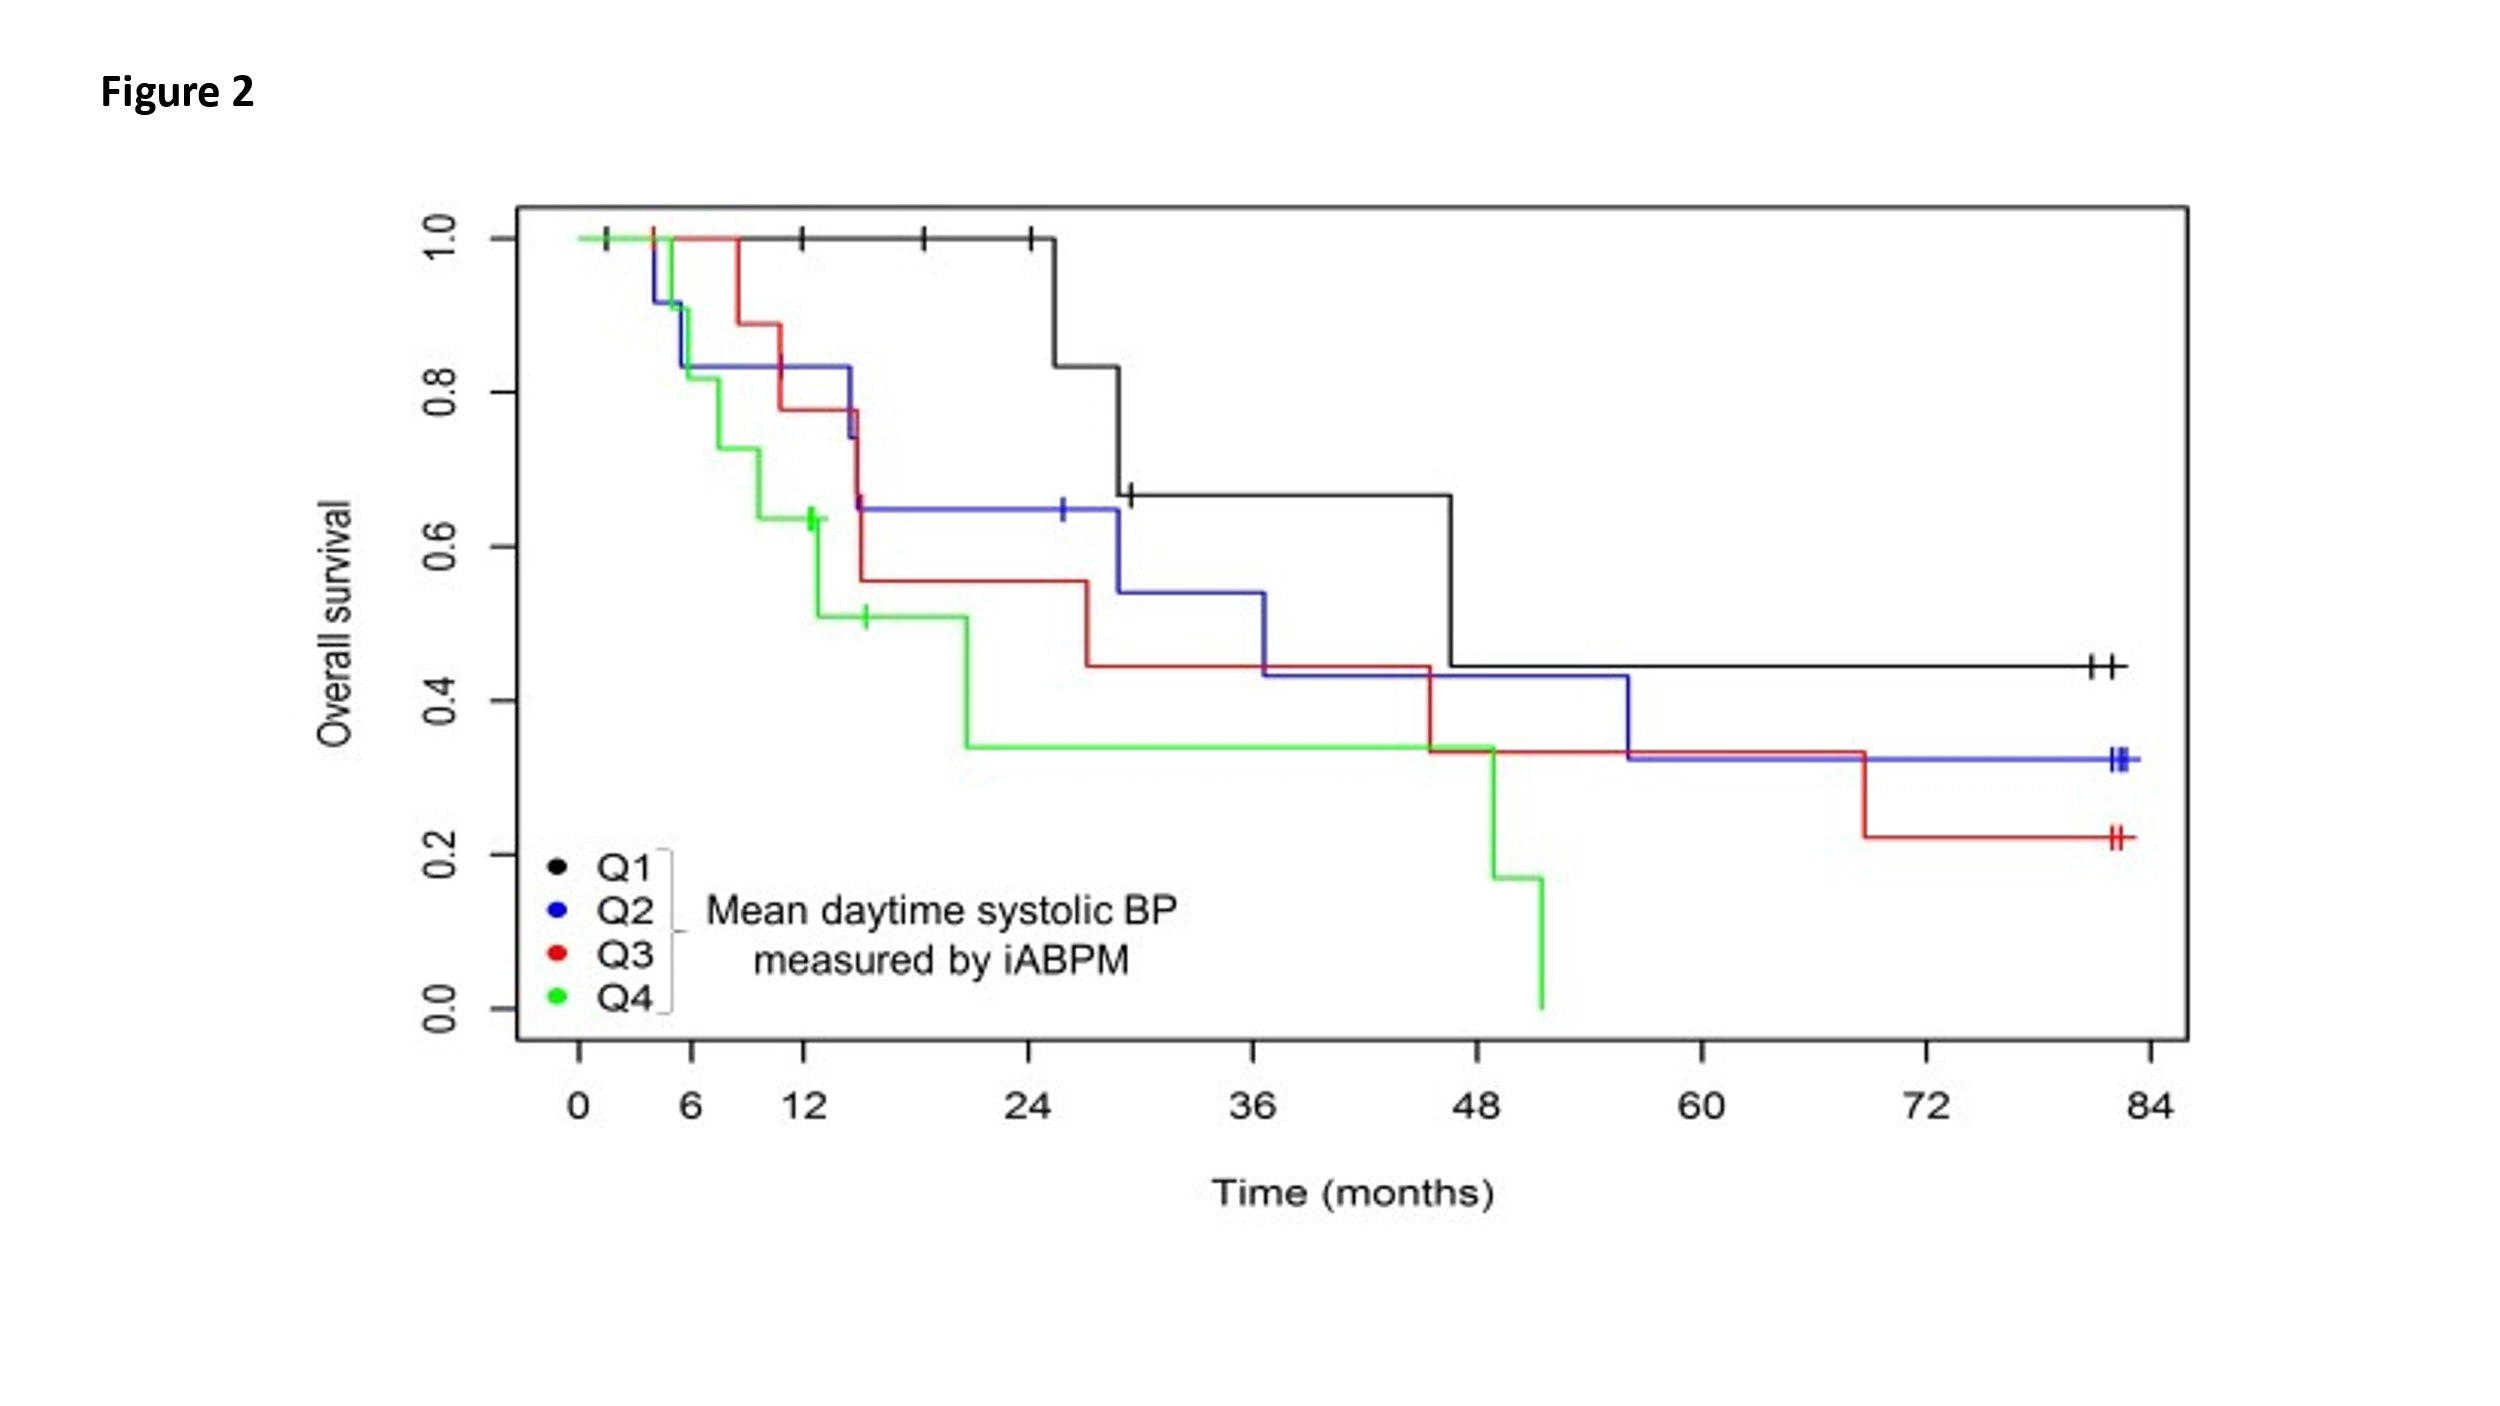 Figure 2
Overall survival
1.0
0.8
0.6
0.4
0.2
0.0
Q1
Q2
Q3
Q4
Mean daytime systolic BP
measured by iABPM
0 6 12 24 36 48 60 72 84
Time (months)